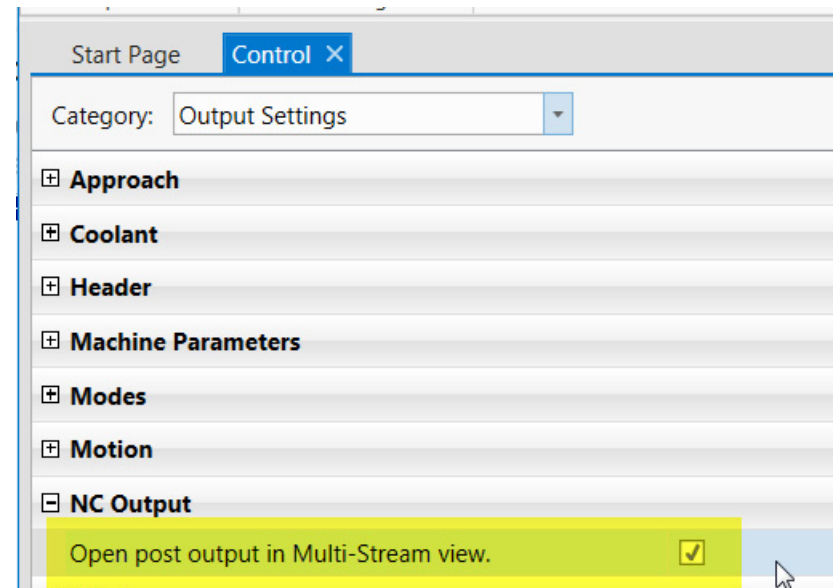 Start Page Control
Category: Output Settings
Approach
Coolant
Header
Machine Parameters
Modes
Motion
NC Output
Open post output in Multi-Stream view.